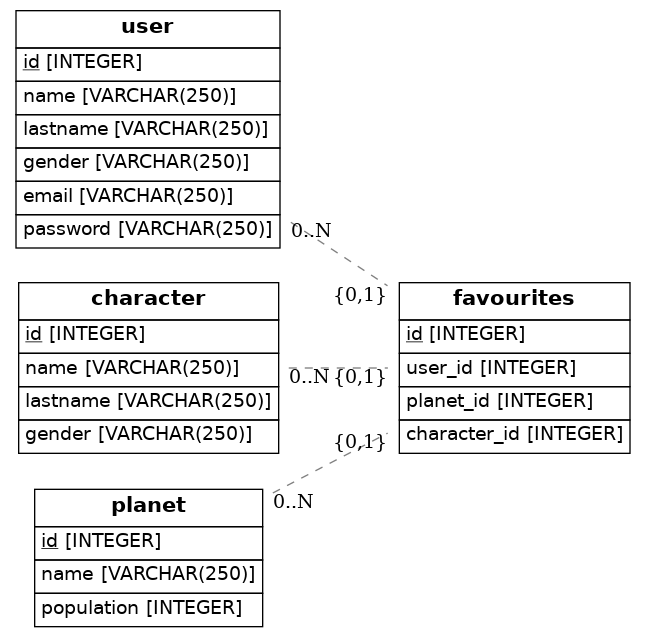 user
id [INTEGER]
name [VARCHAR(250)]
lastname [VARCHAR(250)]
gender [VARCHAR(250)]
email [VARCHAR(250)]
password [VARCHAR(250)]
0..N
{0,1}
character
id [INTEGER]
name [VARCHAR(250)]
lastname [VARCHAR(250)]
gender [VARCHAR(250)]
0..N
{0,1}
favourites
id [INTEGER]
user_id [INTEGER]
planet_id [INTEGER]
character_id [INTEGER]
{0,1}
0..N
planet
id [INTEGER]
name [VARCHAR(250)]
population [INTEGER]